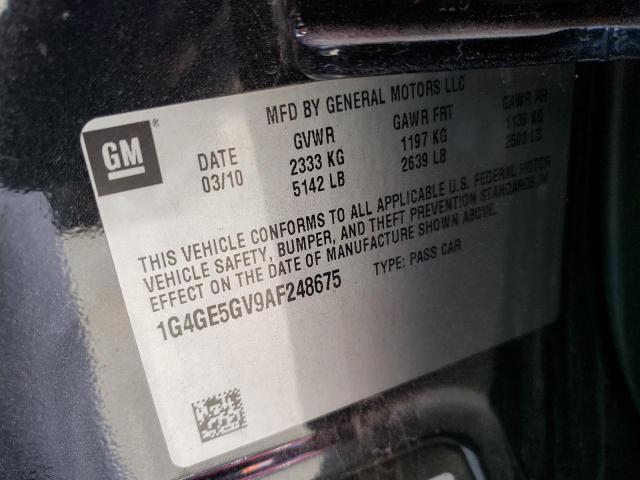 MFD BY GENERAL MOTORS LLC
GM ®
DATE GVWR GAWR FRT GAWR RR
03/10 2333 KG 1197 KG 1136 KG
5142 LB 2639 LB 2503 LB
THIS VEHICLE CONFORMS TO ALL APPLICABLE U.S. FEDERAL MOTOR
VEHICLE SAFETY, BUMPER, AND THEFT PREVENTION STANDARDS IN
EFFECT ON THE DATE OF MANUFACTURE SHOWN ABOVE.
1G4GE5GV9AF248675 TYPE: PASS CAR